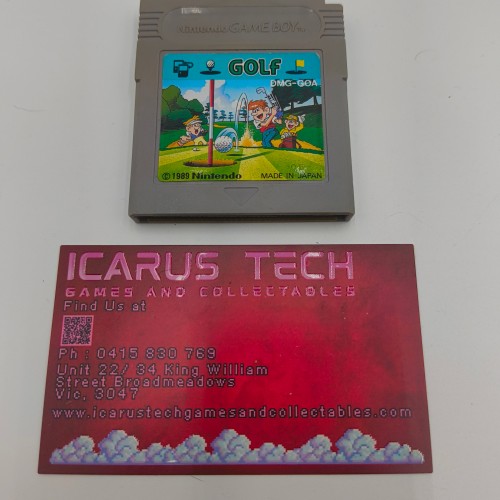 Nintendo GAME BOY
GOLF
DMG-GOA
©1989 Nintendo
MADE IN JAPAN
ICARUS TECH
GAMES AND COLLECTABLES
Find Us at
Ph : 0415 830 769
Unit 22/ 34 King William
Street Broadmeadows
Vic, 3047
www.icarustechgamesandcollectables.com